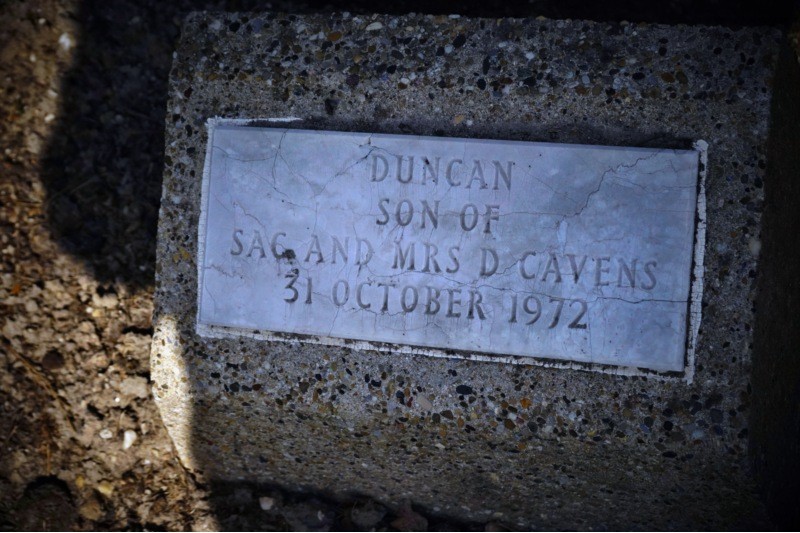 DUNCAN
SON OF
SAC AND MRS D CAVENS
31 OCTOBER 1972